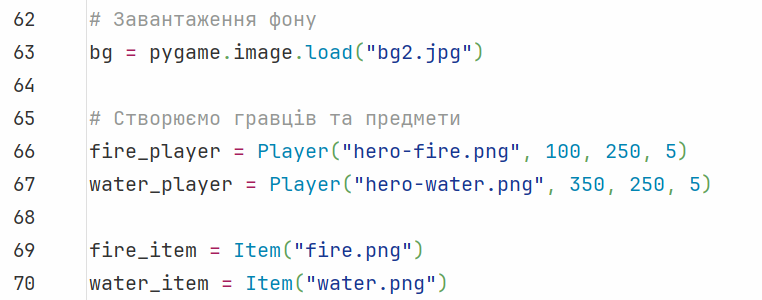 62 # Завантаження фону
63 bg = pygame.image.load("bg2.jpg")
64
65 # Створюємо гравців та предмети
66 fire_player = Player("hero-fire.png", 100, 250, 5)
67 water_player = Player("hero-water.png", 350, 250, 5)
68
69 fire_item = Item("fire.png")
70 water_item = Item("water.png")